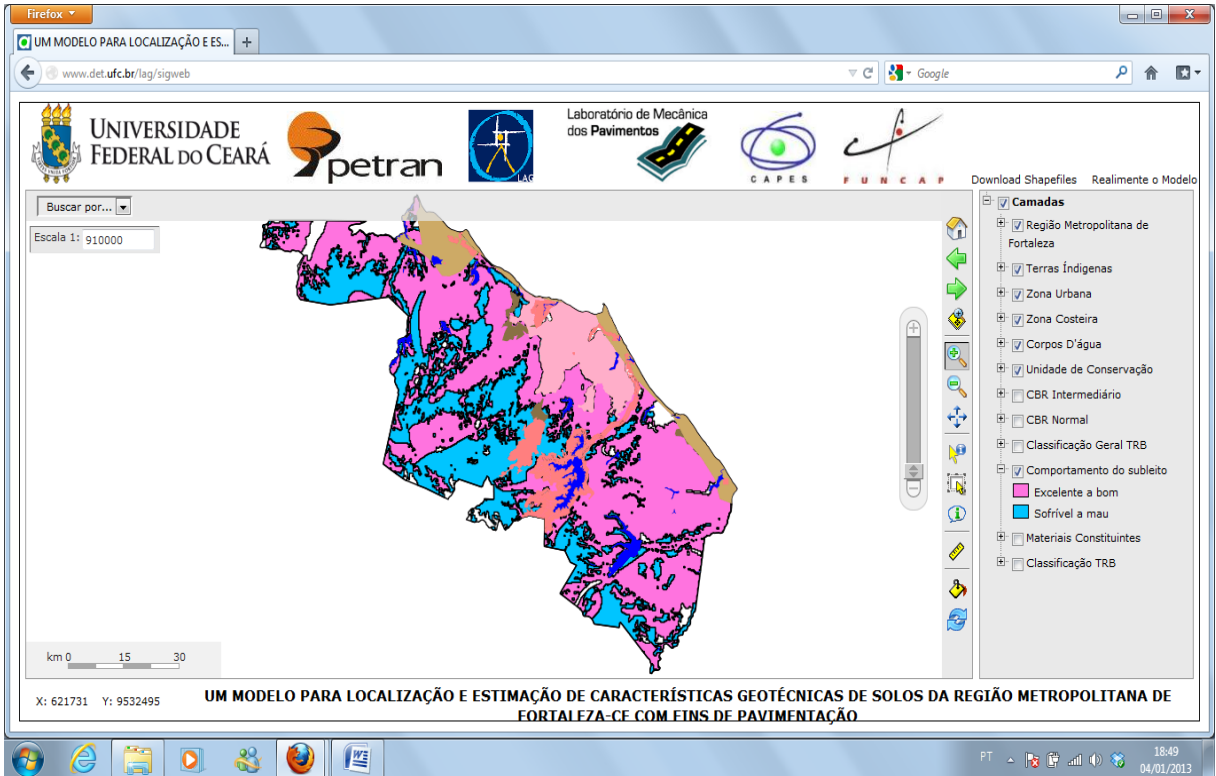 Firefox
UM MODELO PARA LOCALIZAÇÃO E ES...
www.det.ufc.br/lag/sigweb
Google
UNIVERSIDADE
FEDERAL DO CEARÁ
petran
LAG
Laboratório de Mecânica
dos Pavimentos
CAPES
FUNCAP
Download Shapefiles Realimente o Modelo
Buscar por...
Escala 1: 910000
Camadas
Região Metropolitana de
Fortaleza
Terras Índigenas
Zona Urbana
Zona Costeira
Corpos D'água
Unidade de Conservação
CBR Intermediário
CBR Normal
Classificação Geral TRB
Comportamento do subleito
Excelente a bom
Sofrível a mau
Materiais Constituintes
Classificação TRB
km 0 15 30
X: 621731 Y: 9532495
UM MODELO PARA LOCALIZAÇÃO E ESTIMAÇÃO DE CARACTERÍSTICAS GEOTÉCNICAS DE SOLOS DA REGIÃO METROPOLITANA DE
FORTALEZA-CE COM FINS DE PAVIMENTAÇÃO
PT
18:49
04/01/2013